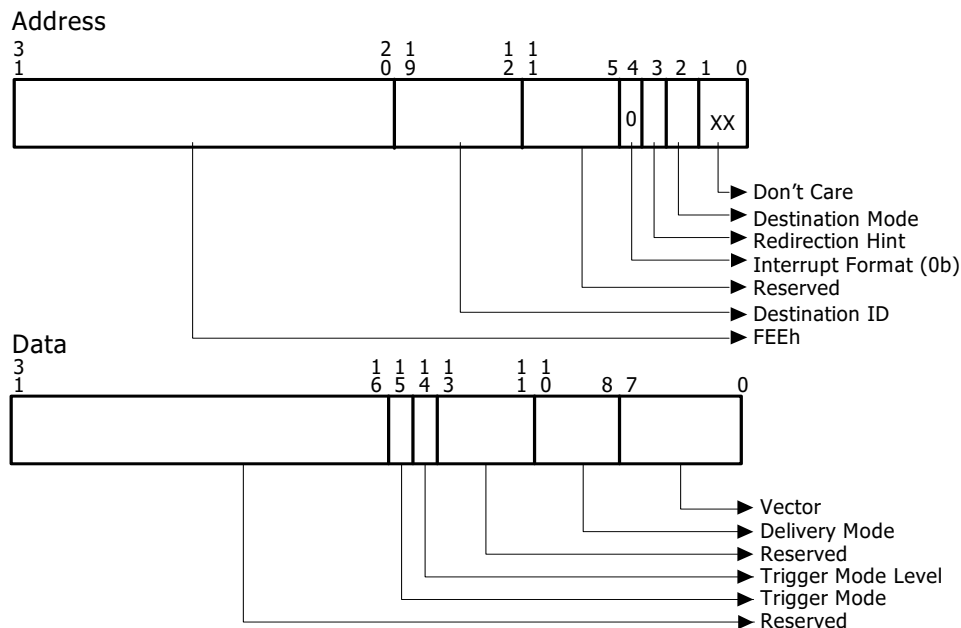 Address
3 2 1 1 1
1 0 9 2 1 5 4 3 2 1 0
0 XX
Don’t Care
Destination Mode
Redirection Hint
Interrupt Format (0b)
Reserved
Destination ID
FEEh
Data
3 1 1 1 1 1 1
1 6 5 4 3 1 0 8 7 0
Vector
Delivery Mode
Reserved
Trigger Mode Level
Trigger Mode
Reserved